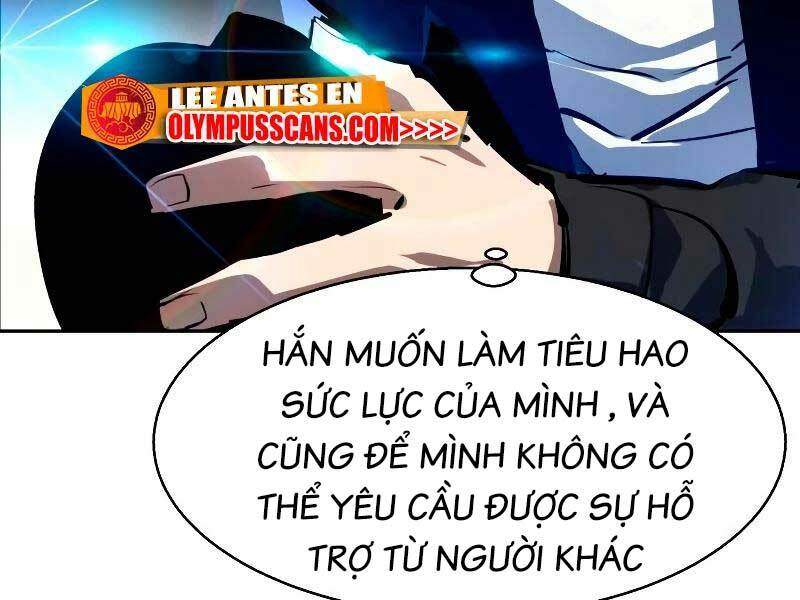 LEE ANTES EN
OLYMPUSSCANS.COM>>>>
HẮN MUỐN LÀM TIÊU HAO
SỨC LỰC CỦA MÌNH , VÀ
CŨNG ĐỂ MÌNH KHÔNG CÓ
THỂ YÊU CẦU ĐƯỢC SỰ HỖ
TRỢ TỪ NGƯỜI KHÁC